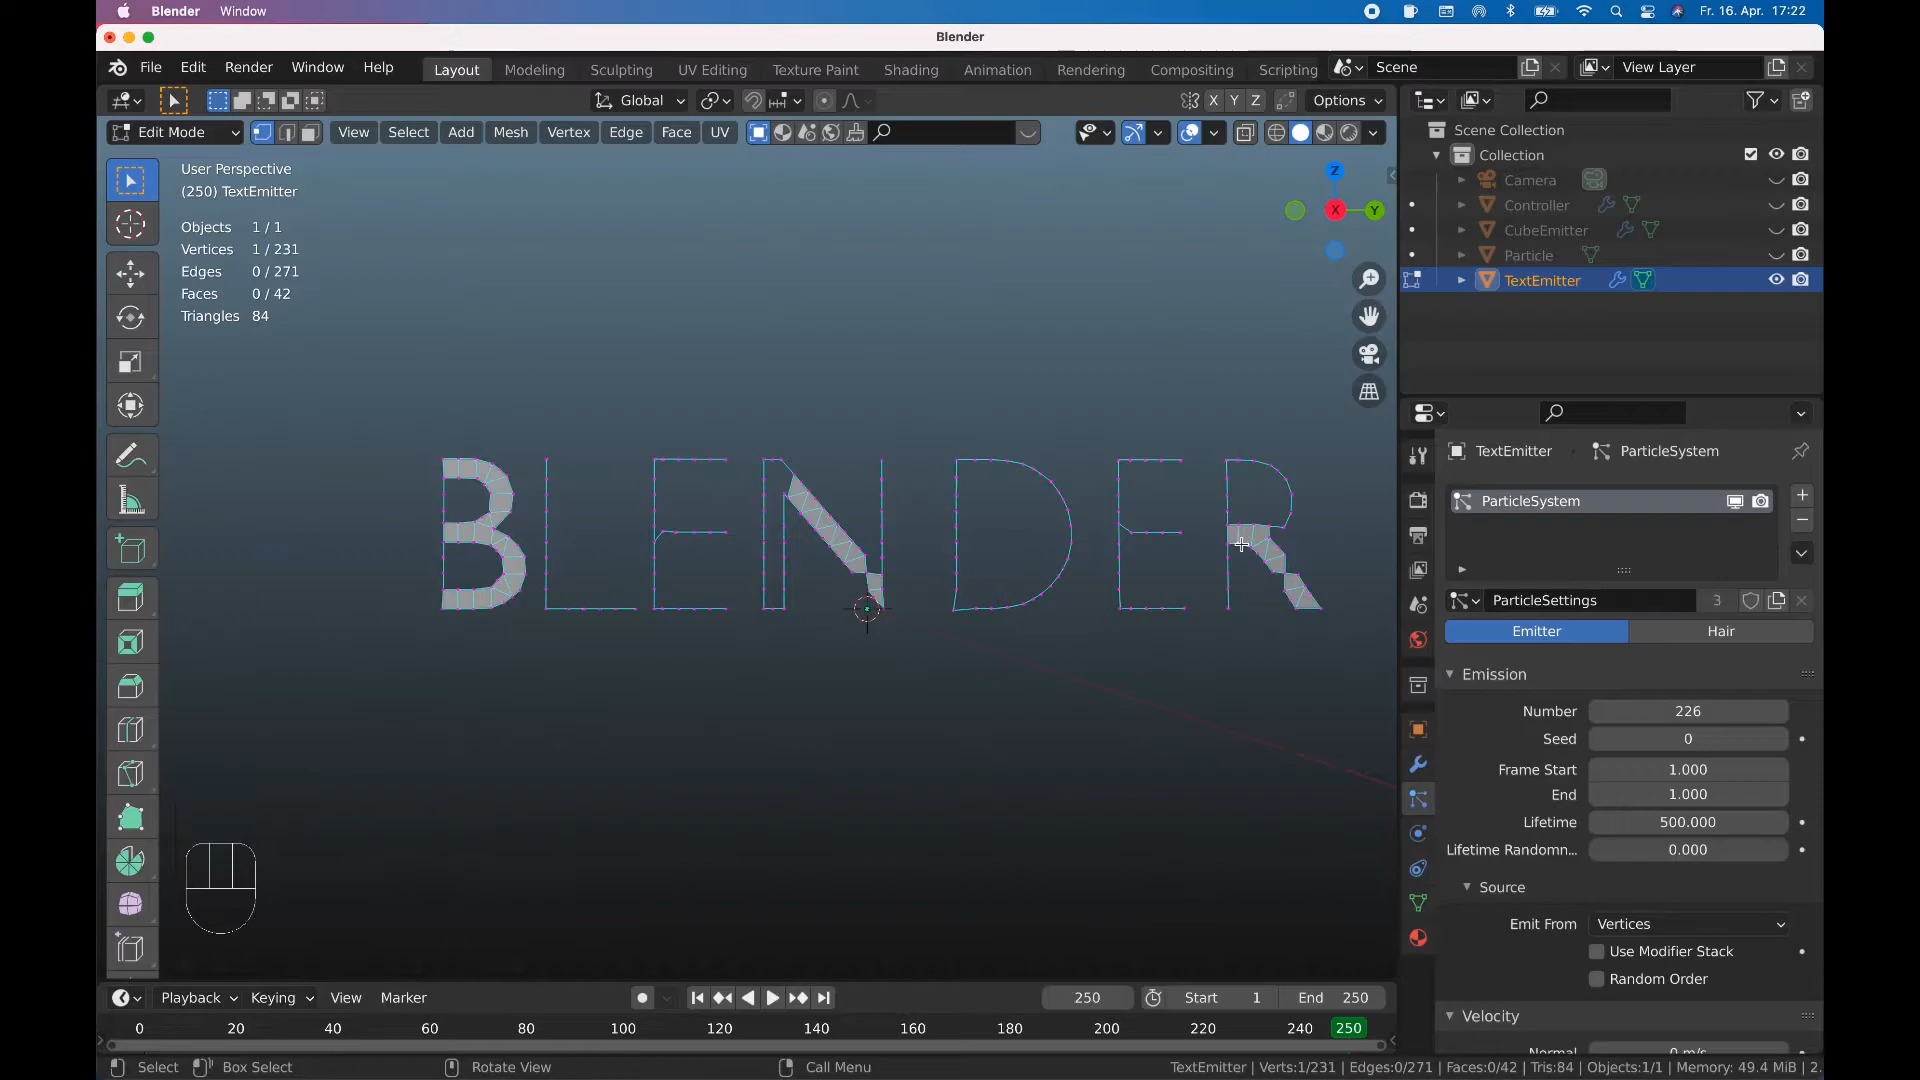 Blender Window Fr. 16. Apr. 17:22
Blender
File Edit Render Window Help Layout Modeling Sculpting UV Editing Texture Paint Shading Animation Rendering Compositing Scripting Scene View Layer
Global X Y Z Options
Edit Mode View Select Add Mesh Vertex Edge Face UV
User Perspective
(250) TextEmitter
Objects 1 / 1
Vertices 1 / 231
Edges 0 / 271
Faces 0 / 42
Triangles 84
Z
X Y
BLENDER
Scene Collection
Collection
Camera
Controller
CubeEmitter
Particle
TextEmitter
TextEmitter ParticleSystem
ParticleSystem
ParticleSettings 3
Emitter Hair
Emission
Number 226
Seed 0
Frame Start 1.000
End 1.000
Lifetime 500.000
Lifetime Randomn... 0.000
Source
Emit From Vertices
Use Modifier Stack
Random Order
Velocity
Normal 0 m/s
Playback Keying View Marker 250 Start 1 End 250
0 20 40 60 80 100 120 140 160 180 200 220 240 250
Select Box Select Rotate View Call Menu TextEmitter | Verts:1/231 | Edges:0/271 | Faces:0/42 | Tris:84 | Objects:1/1 | Memory: 49.4 MiB | 2.